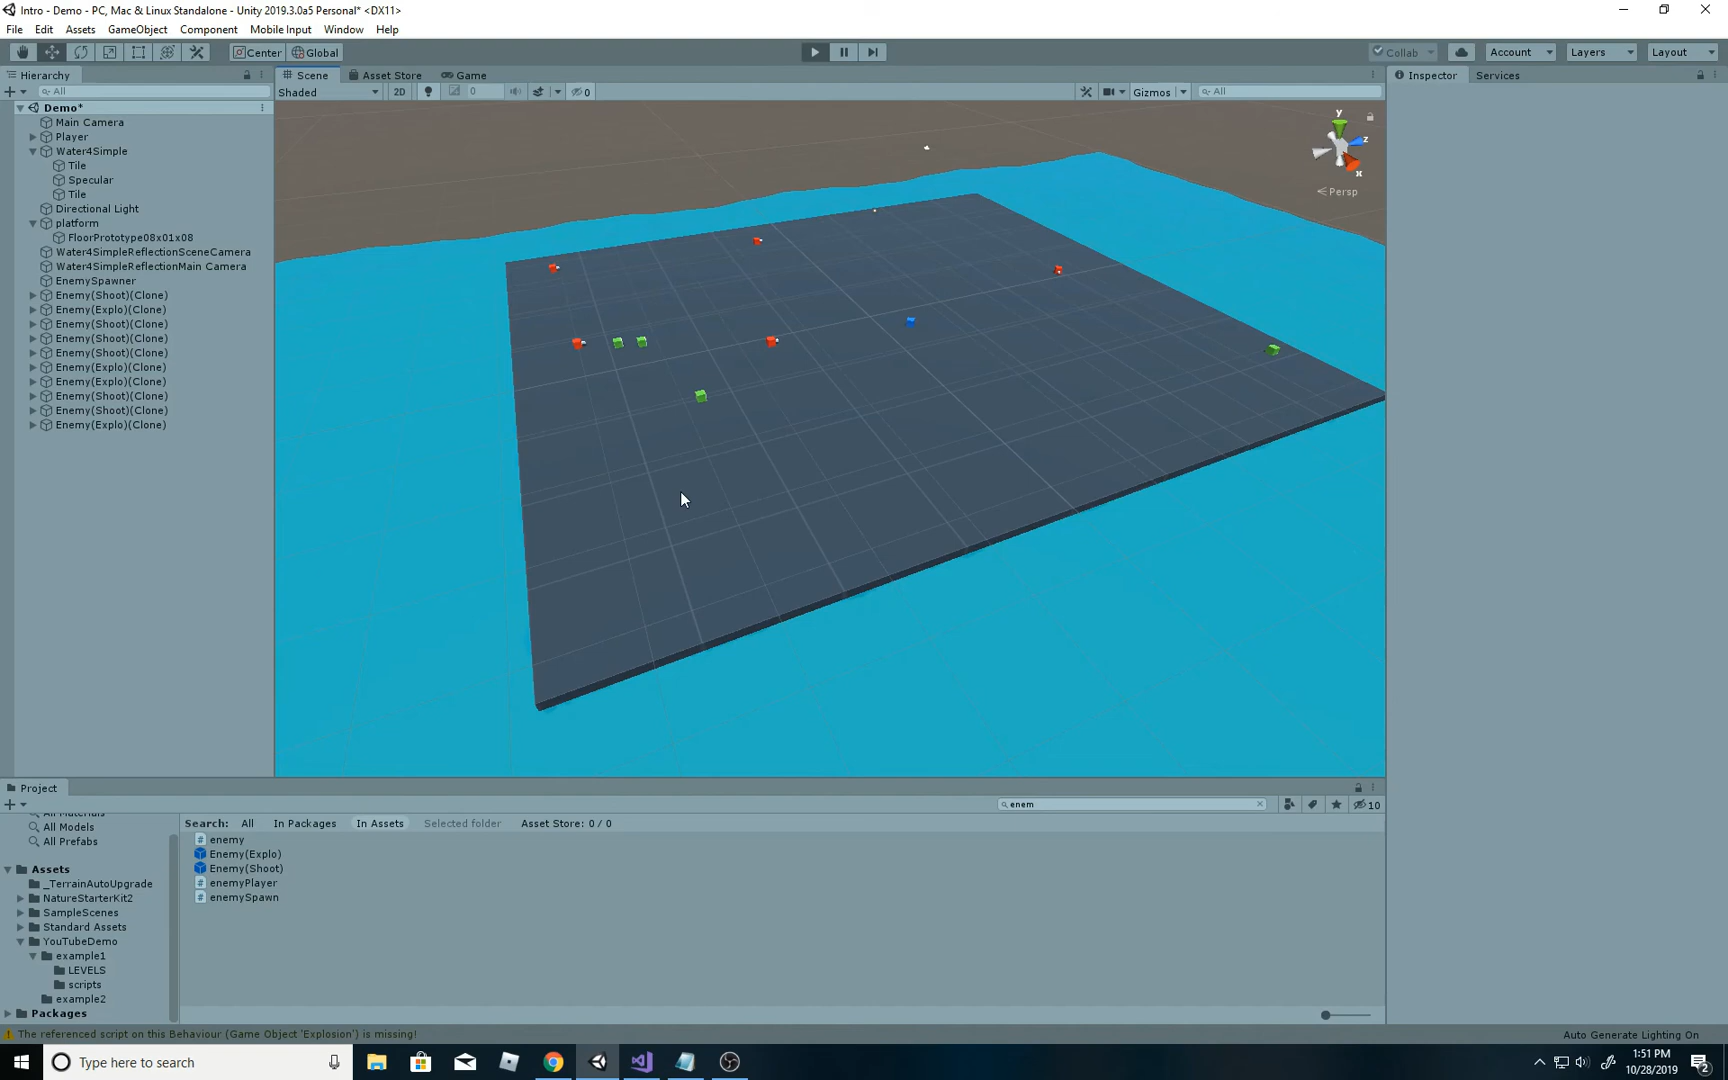 Intro - Demo - PC, Mac & Linux Standalone - Unity 2019.3.0a5 Personal* <DX11>
File Edit Assets GameObject Component Mobile Input Window Help
Center Global Collab Account Layers Layout
Hierarchy Scene Asset Store Game Inspector Services
All Shaded 2D 0 0 Gizmos All
Demo*
Main Camera
Player
Water4Simple
Tile
Specular
Tile
Directional Light
platform
FloorPrototype08x01x08
Water4SimpleReflectionSceneCamera
Water4SimpleReflectionMain Camera
EnemySpawner
Enemy(Shoot)(Clone)
Enemy(Explo)(Clone)
Enemy(Shoot)(Clone)
Enemy(Shoot)(Clone)
Enemy(Shoot)(Clone)
Enemy(Explo)(Clone)
Enemy(Explo)(Clone)
Enemy(Shoot)(Clone)
Enemy(Shoot)(Clone)
Enemy(Explo)(Clone)
y
z
x
Persp
Project
enem 10
All Models
All Prefabs
Assets
_TerrainAutoUpgrade
NatureStarterKit2
SampleScenes
Standard Assets
YouTubeDemo
example1
LEVELS
scripts
example2
Packages
Search: All In Packages In Assets Selected folder Asset Store: 0 / 0
enemy
Enemy(Explo)
Enemy(Shoot)
enemyPlayer
enemySpawn
The referenced script on this Behaviour (Game Object 'Explosion') is missing!
Auto Generate Lighting On
Type here to search
1:51 PM
10/28/2019
2